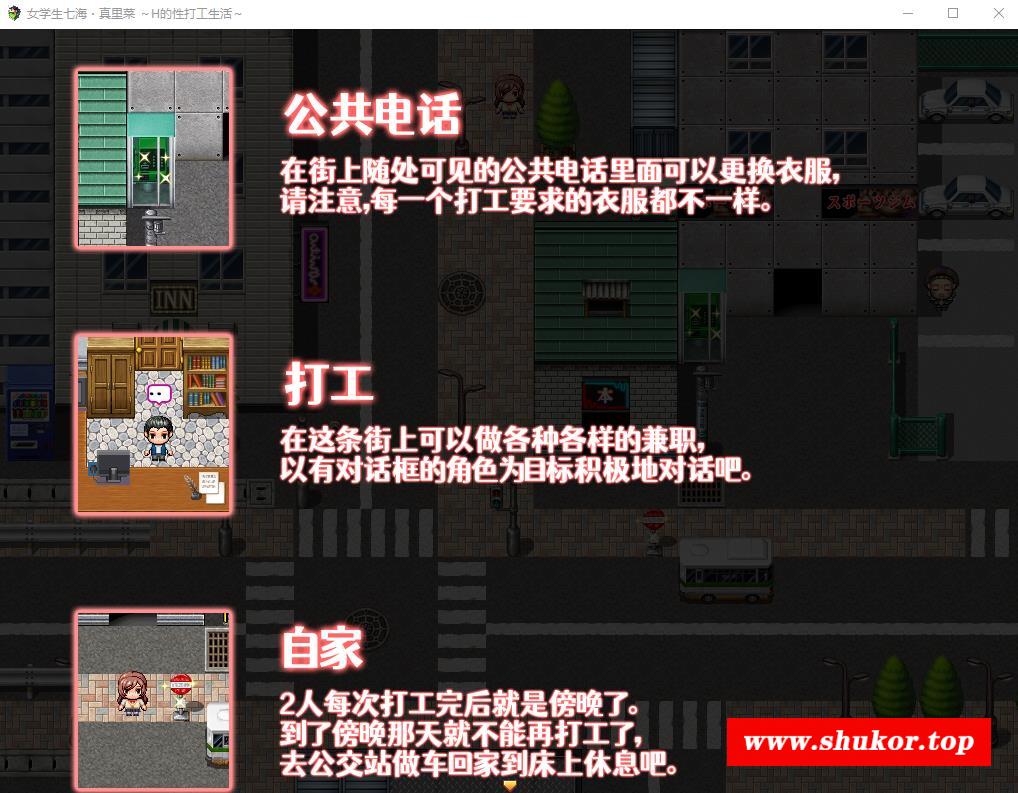 女学生七海・真里菜 ～H的性打工生活～
公共电话
在街上随处可见的公共电话里面可以更换衣服,
请注意,每一个打工要求的衣服都不一样。
スポーツジム
INN
本
打工
在这条街上可以做各种各样的兼职,
以有对话框的角色为目标积极地对话吧。
自家
2人每次打工完后就是傍晚了。
到了傍晚那天就不能再打工了,
去公交站做车回家到床上休息吧。
www.shukor.top